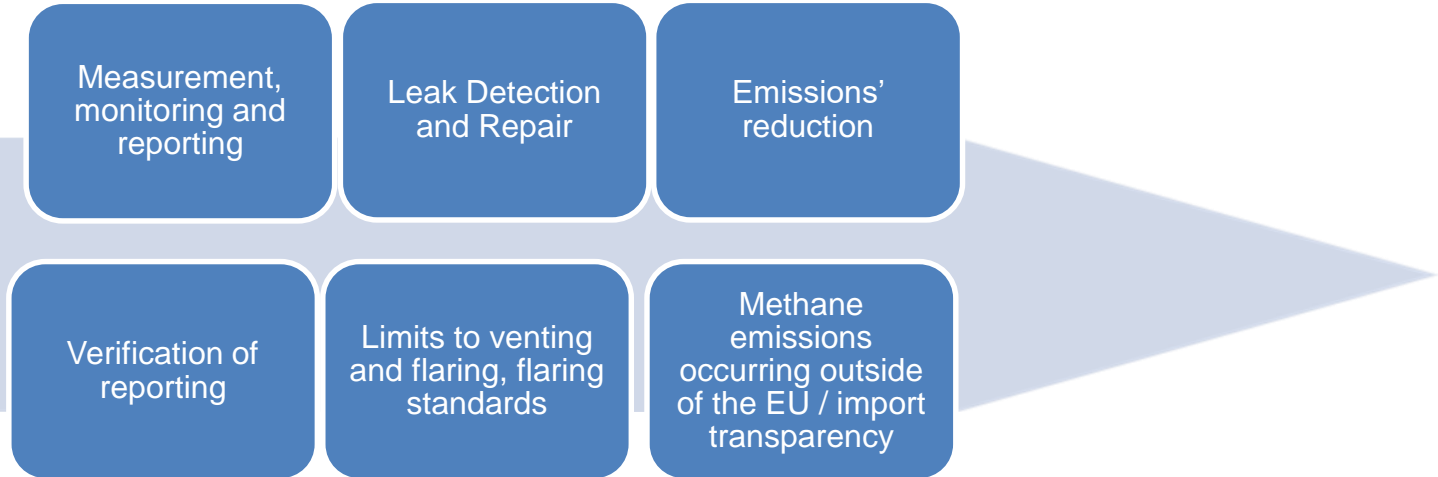 Measurement,
monitoring and
reporting
Leak Detection
and Repair
Emissions’
reduction
Verification of
reporting
Limits to venting
and flaring, flaring
standards
Methane
emissions
occurring outside
of the EU / import
transparency